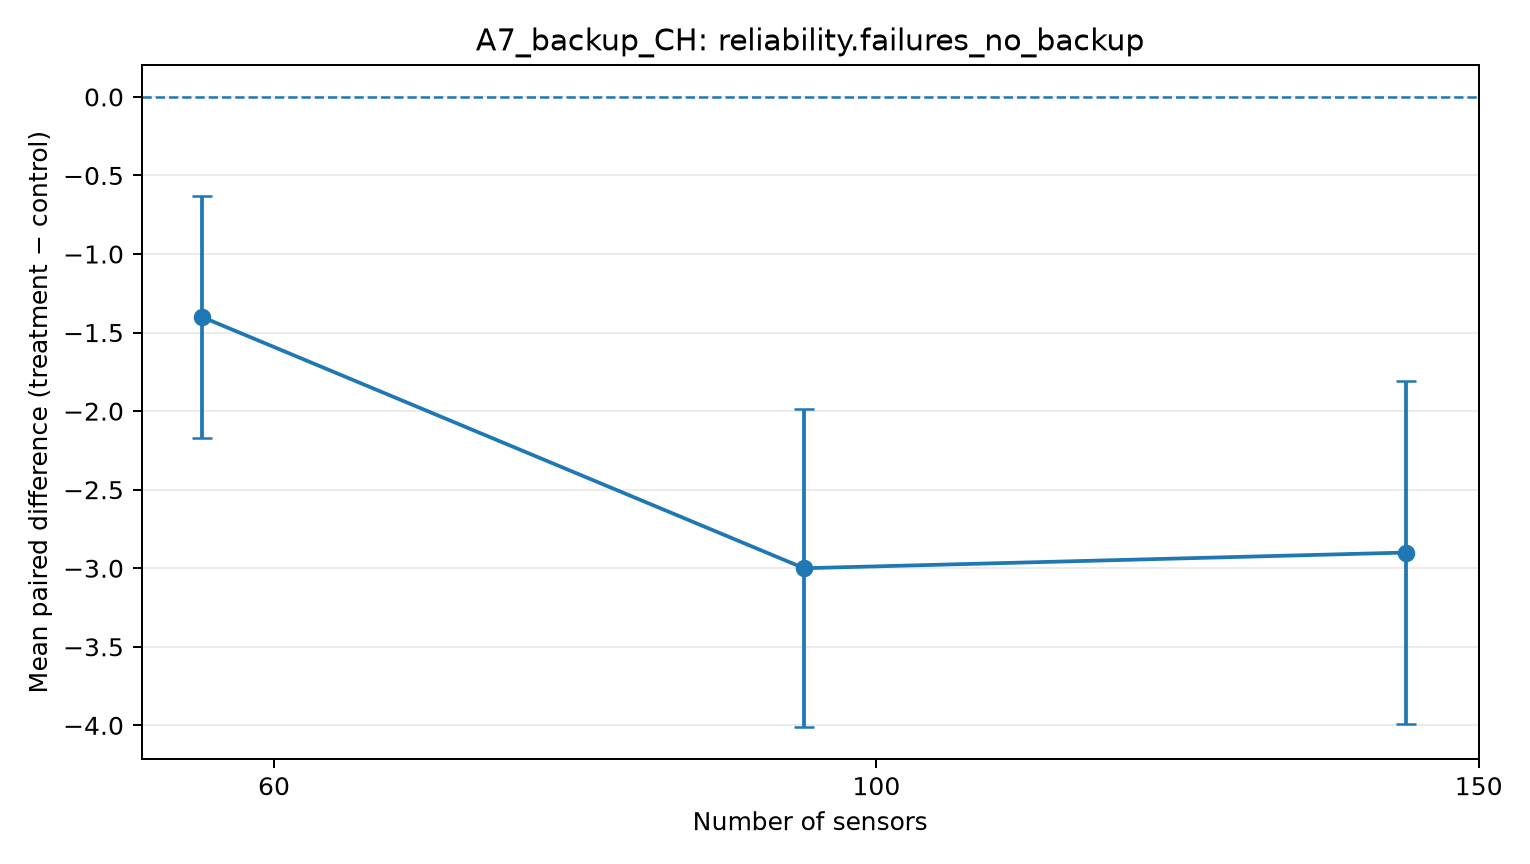 A7_backup_CH: reliability.failures_no_backup
Mean paired difference (treatment − control)
0.0
−0.5
−1.0
−1.5
−2.0
−2.5
−3.0
−3.5
−4.0
60 100 150
Number of sensors